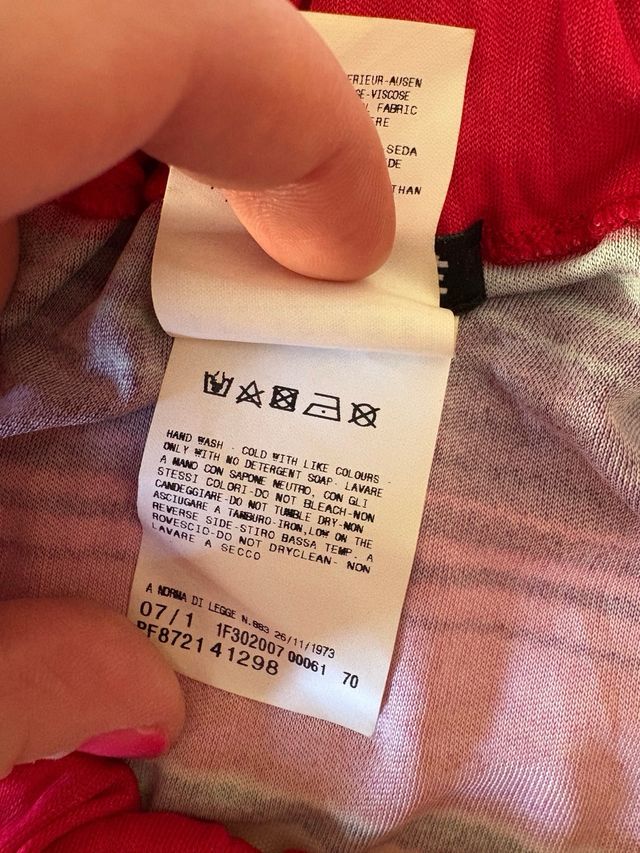 FRIEUR-AUSEN
SE-VISCOSE
FABRIC
ERE
SEDA
DE
HAND WASH - COLD WITH LIKE COLOURS -
ONLY WITH NO DETERGENT SOAP- LAVARE
A MANO CON SAPONE NEUTRO, CON GLI
STESSI COLORI-DO NOT BLEACH-NON
CANDEGGIARE-DO NOT TUMBLE DRY-NON
ASCIUGARE A TAMBURO-IRON,LOW ON THE
REVERSE SIDE-STIRO BASSA TEMP. A
ROVESCIO-DO NOT DRYCLEAN- NON
LAVARE A SECCO
A NORMA DI LEGGE N.883 26/11/1973
07/1 1F302007 00061 70
PF8721 41298